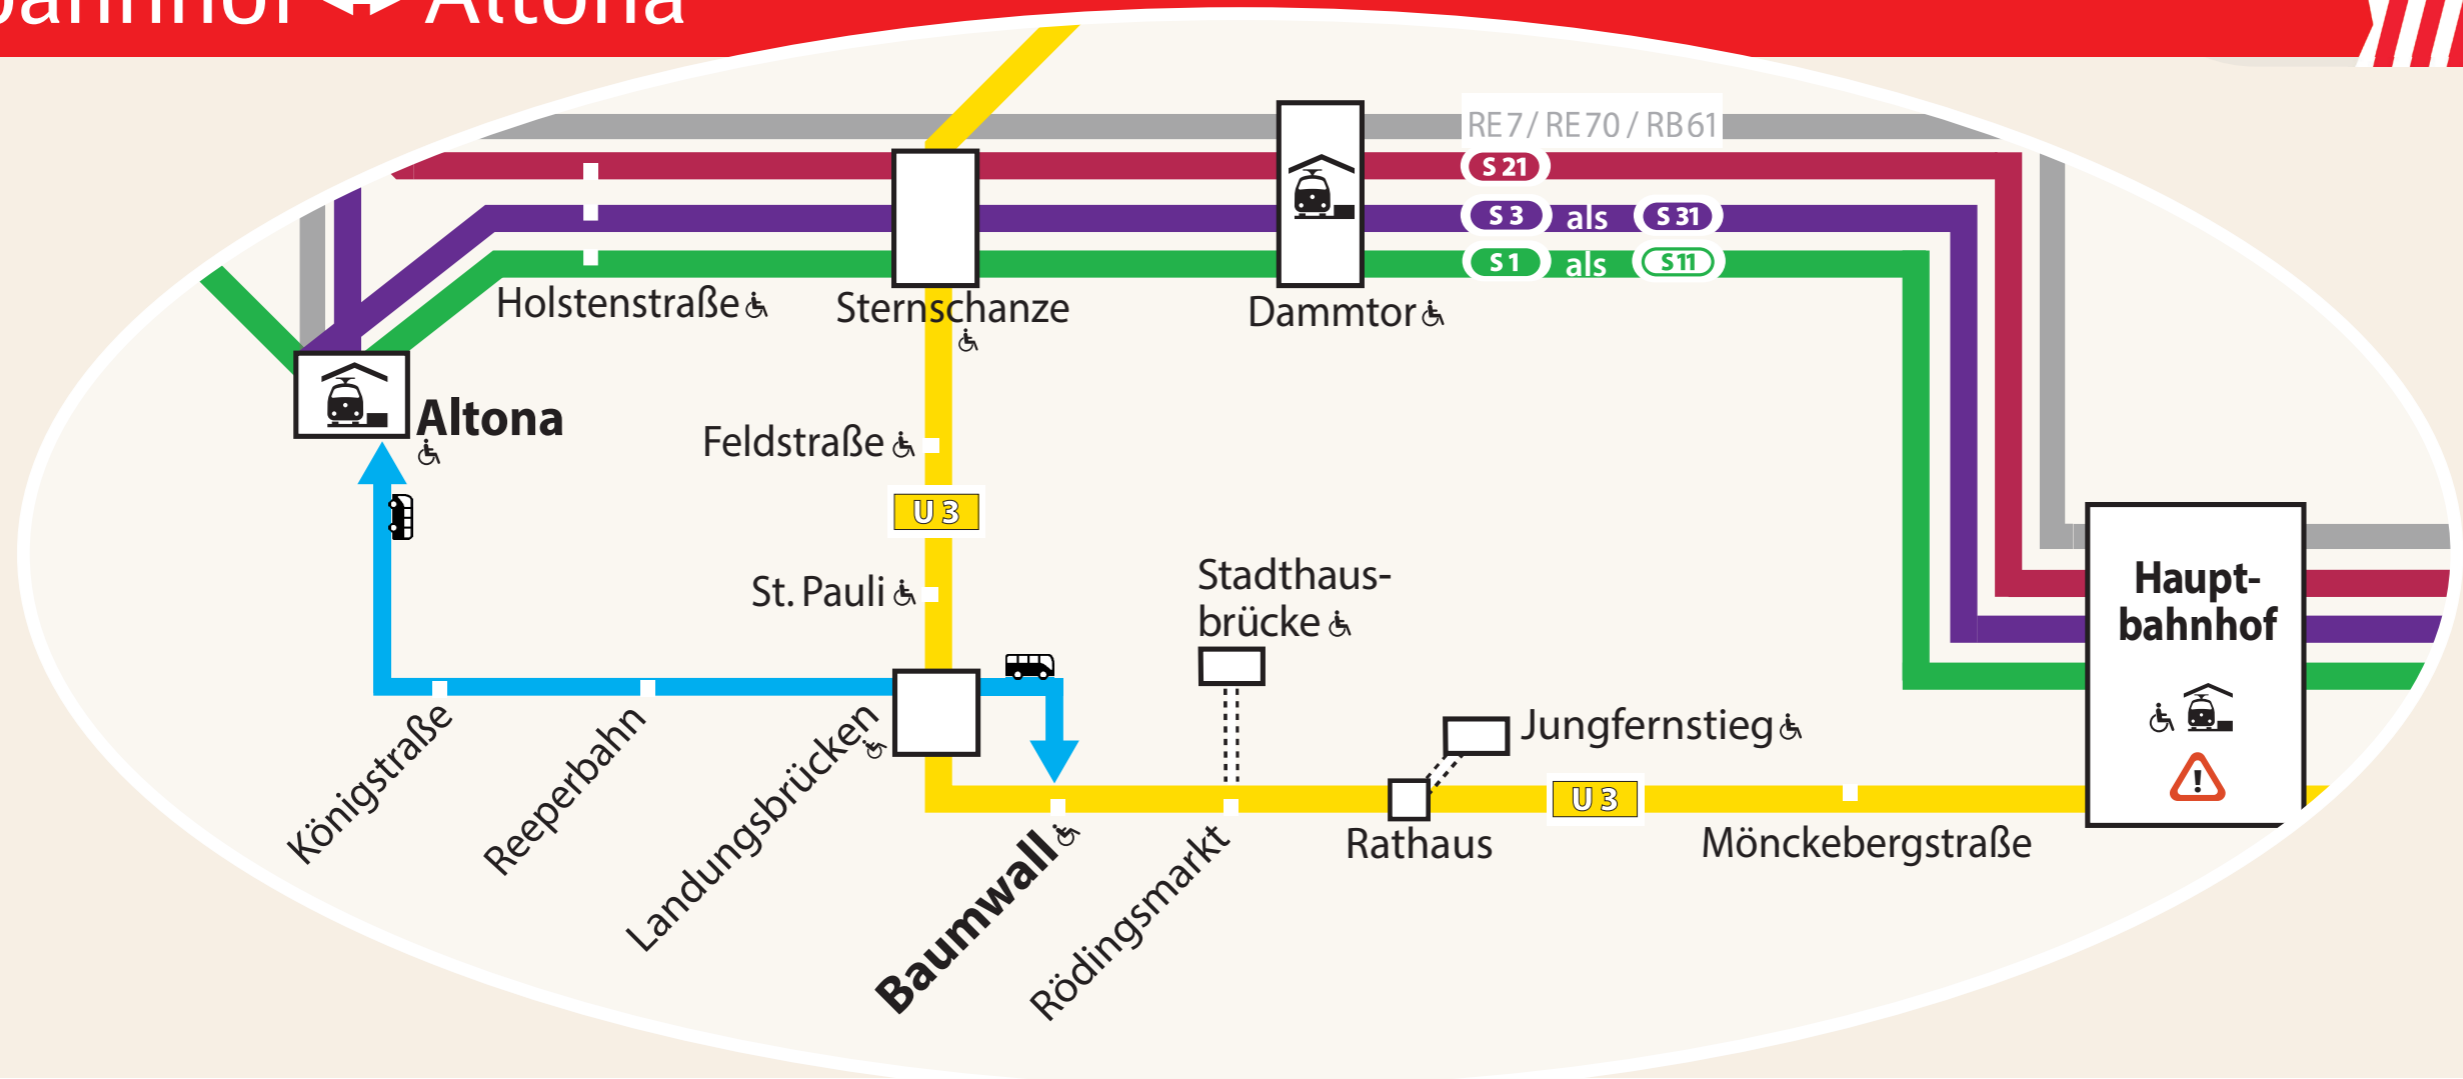 Altona
RE7 / RE70 / RB61
S 21
S 3 als S 31
S 1 als S 11
Holstenstraße
Sternschanze
Dammtor
Altona
Feldstraße
U 3
St. Pauli
Stadthaus-
brücke
Haupt-
bahnhof
Jungfernstieg
U 3
Königstraße
Reeperbahn
Landungsbrücken
Baumwall
Rödingsmarkt
Rathaus
Mönckebergstraße
!